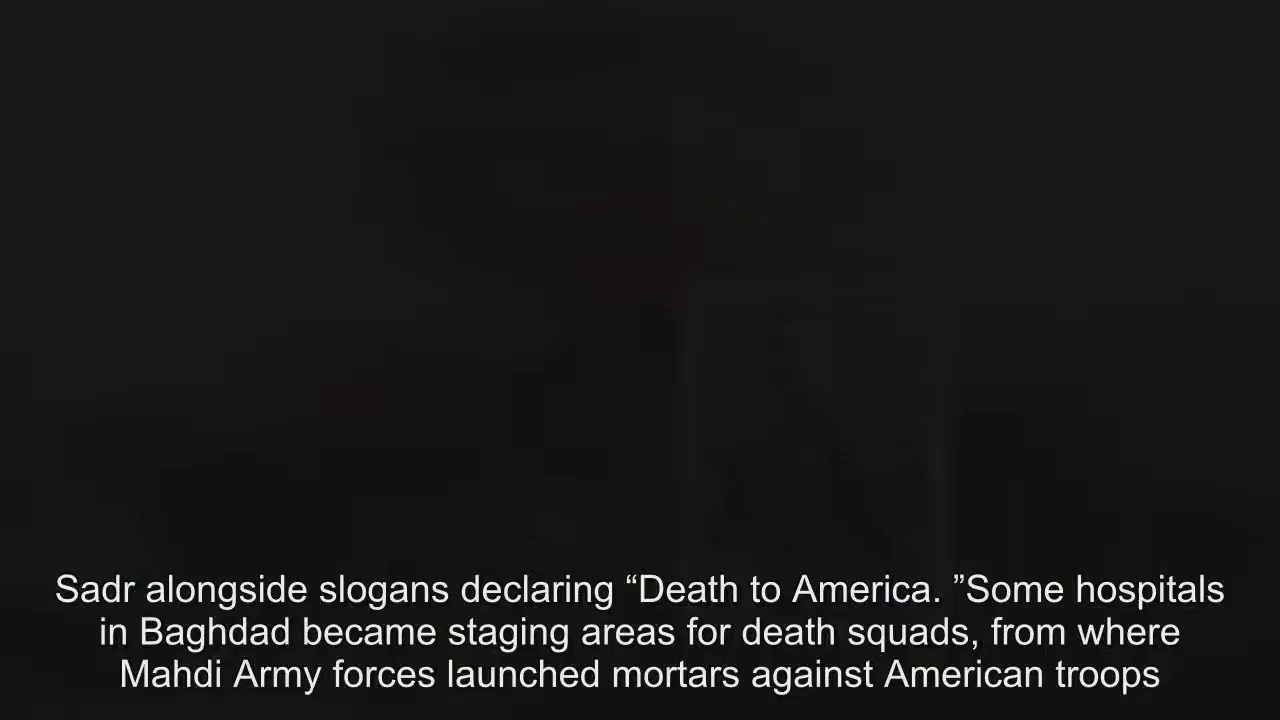 Sadr alongside slogans declaring “Death to America. ”Some hospitals
in Baghdad became staging areas for death squads, from where
Mahdi Army forces launched mortars against American troops